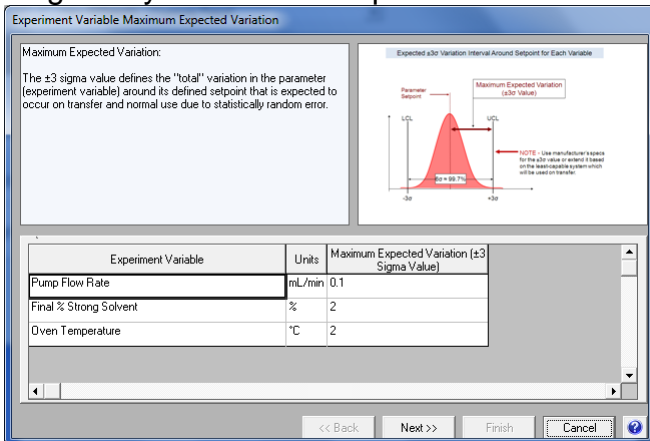 Experiment Variable Maximum Expected Variation
Maximum Expected Variation:
The ±3 sigma value defines the "total" variation in the parameter
(experiment variable) around its defined setpoint that is expected to
occur on transfer and normal use due to statistically random error.
Expected ±3σ Variation Interval Around Setpoint for Each Variable
Parameter
Setpoint
Maximum Expected Variation
(±3σ Value)
LCL
UCL
NOTE - Use manufacturer's specs
for the ±3σ value or extend it based
on the least-capable system which
will be used on transfer.
6σ = 99.7%
-3σ
+3σ
Experiment Variable
Units
Maximum Expected Variation (±3
Sigma Value)
Pump Flow Rate
mL/min
0.1
Final % Strong Solvent
%
2
Oven Temperature
°C
2
<< Back
Next >>
Finish
Cancel
?